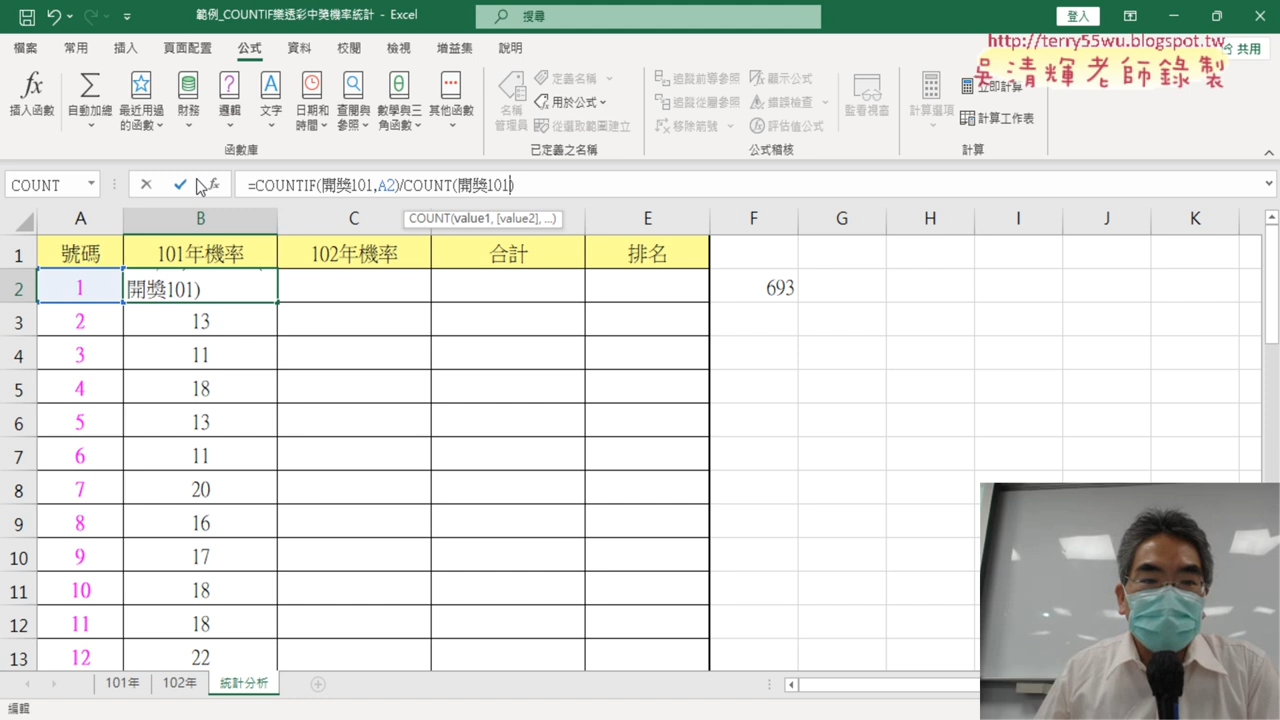 範例_COUNTIF樂透彩中獎機率統計 - Excel
搜尋
登入
檔案 常用 插入 頁面配置 公式 資料 校閱 檢視 增益集 說明
共用
http://terry55wu.blogspot.tw
吳清輝老師錄製
插入函數
自動加總
最近用過的函數
財務
邏輯
文字
日期和時間
查閱與參照
數學與三角函數
其他函數
函數庫
名稱管理員
定義名稱
用於公式
從選取範圍建立
已定義之名稱
追蹤前導參照
追蹤從屬參照
移除箭號
顯示公式
錯誤檢查
評估值公式
公式稽核
監看視窗
計算選項
立即計算
計算工作表
計算
COUNT
fx
=COUNTIF(開獎101,A2)/COUNT(開獎101)
COUNT(value1, [value2], ...)
A B C D E F G H I J K
1 號碼 101年機率 102年機率 合計 排名
2 1 開獎101) 693
3 2 13
4 3 11
5 4 18
6 5 13
7 6 11
8 7 20
9 8 16
10 9 17
11 10 18
12 11 18
13 12 22
101年 102年 統計分析
編輯